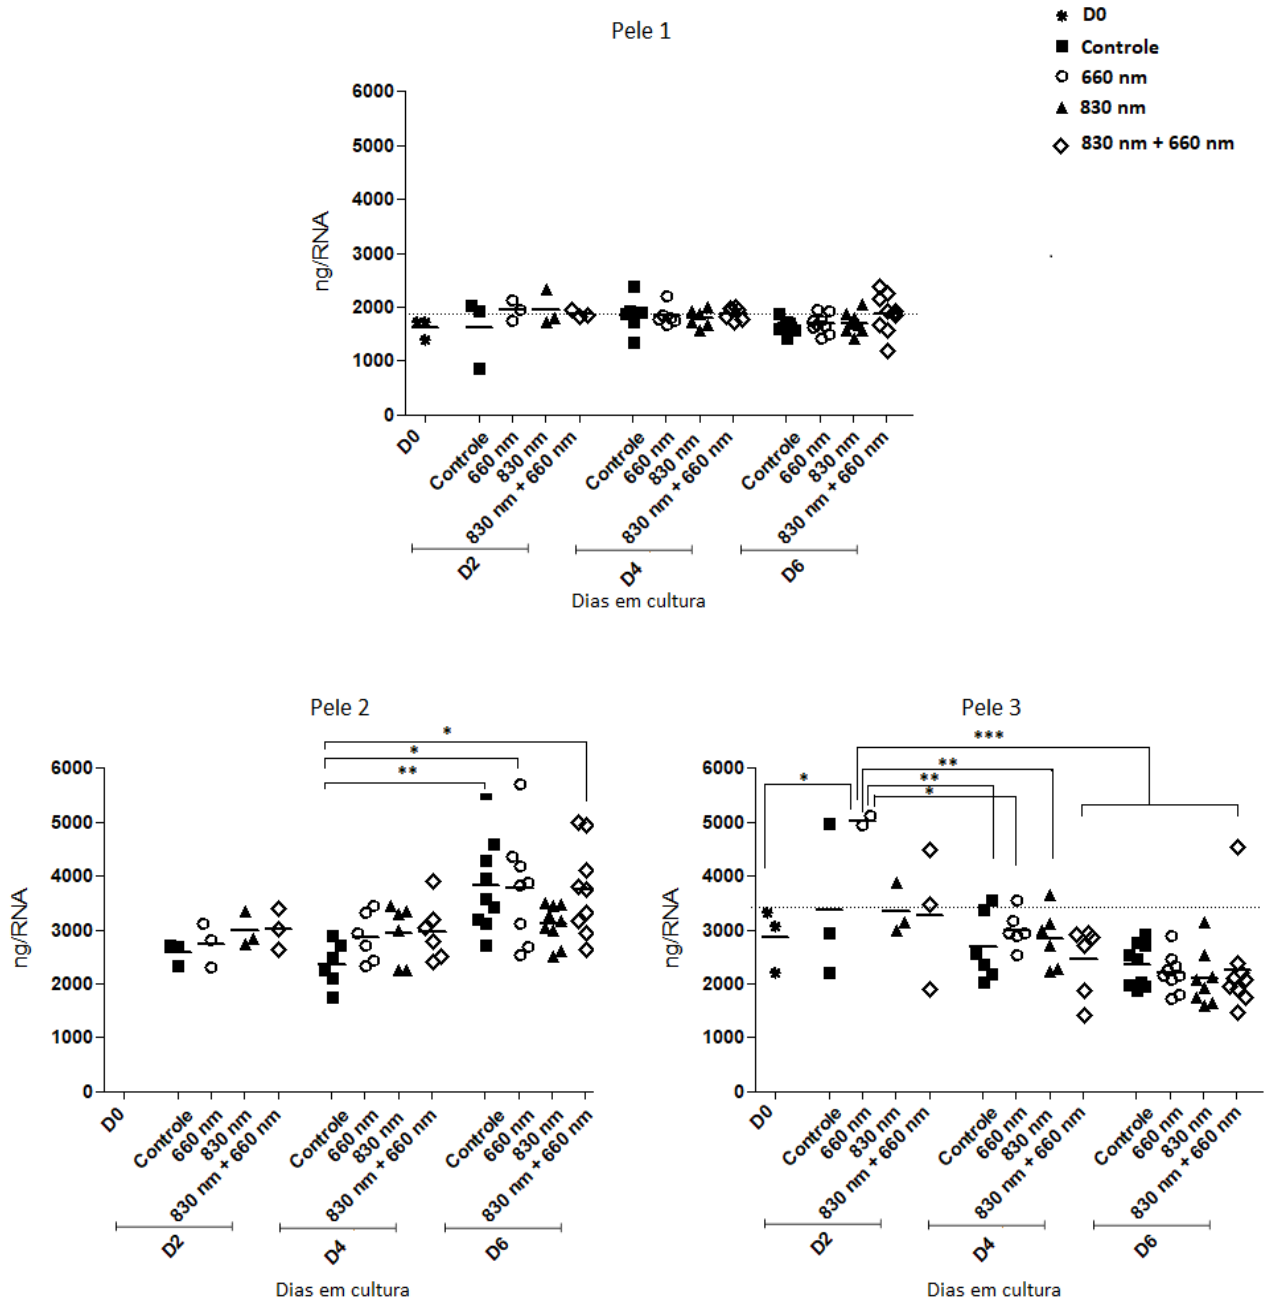 Pele 1
D0
Controle
660 nm
830 nm
830 nm + 660 nm
ng/RNA
6000
5000
4000
3000
2000
1000
0
D0
Controle
660 nm
830 nm
830 nm + 660 nm
Controle
660 nm
830 nm
830 nm + 660 nm
Controle
660 nm
830 nm
830 nm + 660 nm
D2
D4
D6
Dias em cultura
Pele 2
*
*
**
ng/RNA
6000
5000
4000
3000
2000
1000
0
D0
Controle
660 nm
830 nm
830 nm + 660 nm
Controle
660 nm
830 nm
830 nm + 660 nm
Controle
660 nm
830 nm
830 nm + 660 nm
D2
D4
D6
Dias em cultura
Pele 3
***
**
*
**
*
ng/RNA
6000
5000
4000
3000
2000
1000
0
D0
Controle
660 nm
830 nm
830 nm + 660 nm
Controle
660 nm
830 nm
830 nm + 660 nm
Controle
660 nm
830 nm
830 nm + 660 nm
D2
D4
D6
Dias em cultura